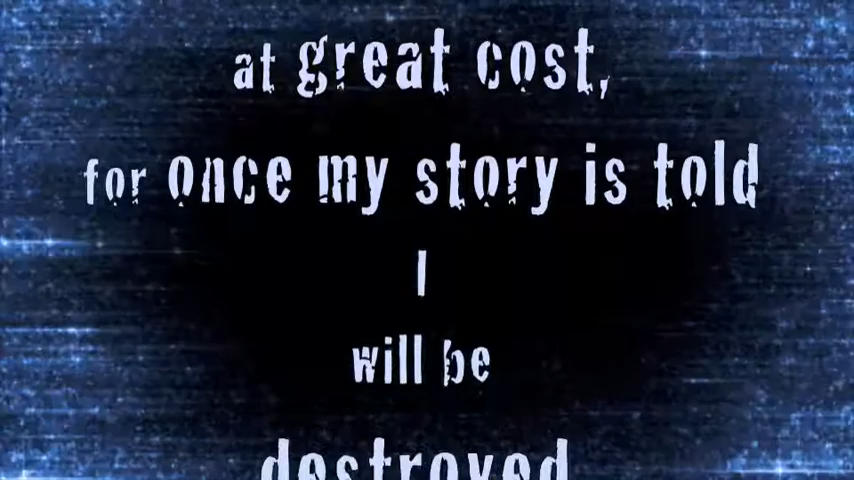 at great cost,
for once my story is told
I
will be
destroyed